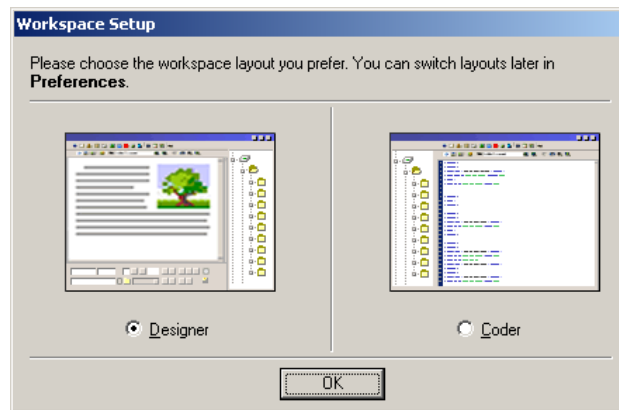 Workspace Setup
Please choose the workspace layout you prefer. You can switch layouts later in
Preferences.
Designer
Coder
OK